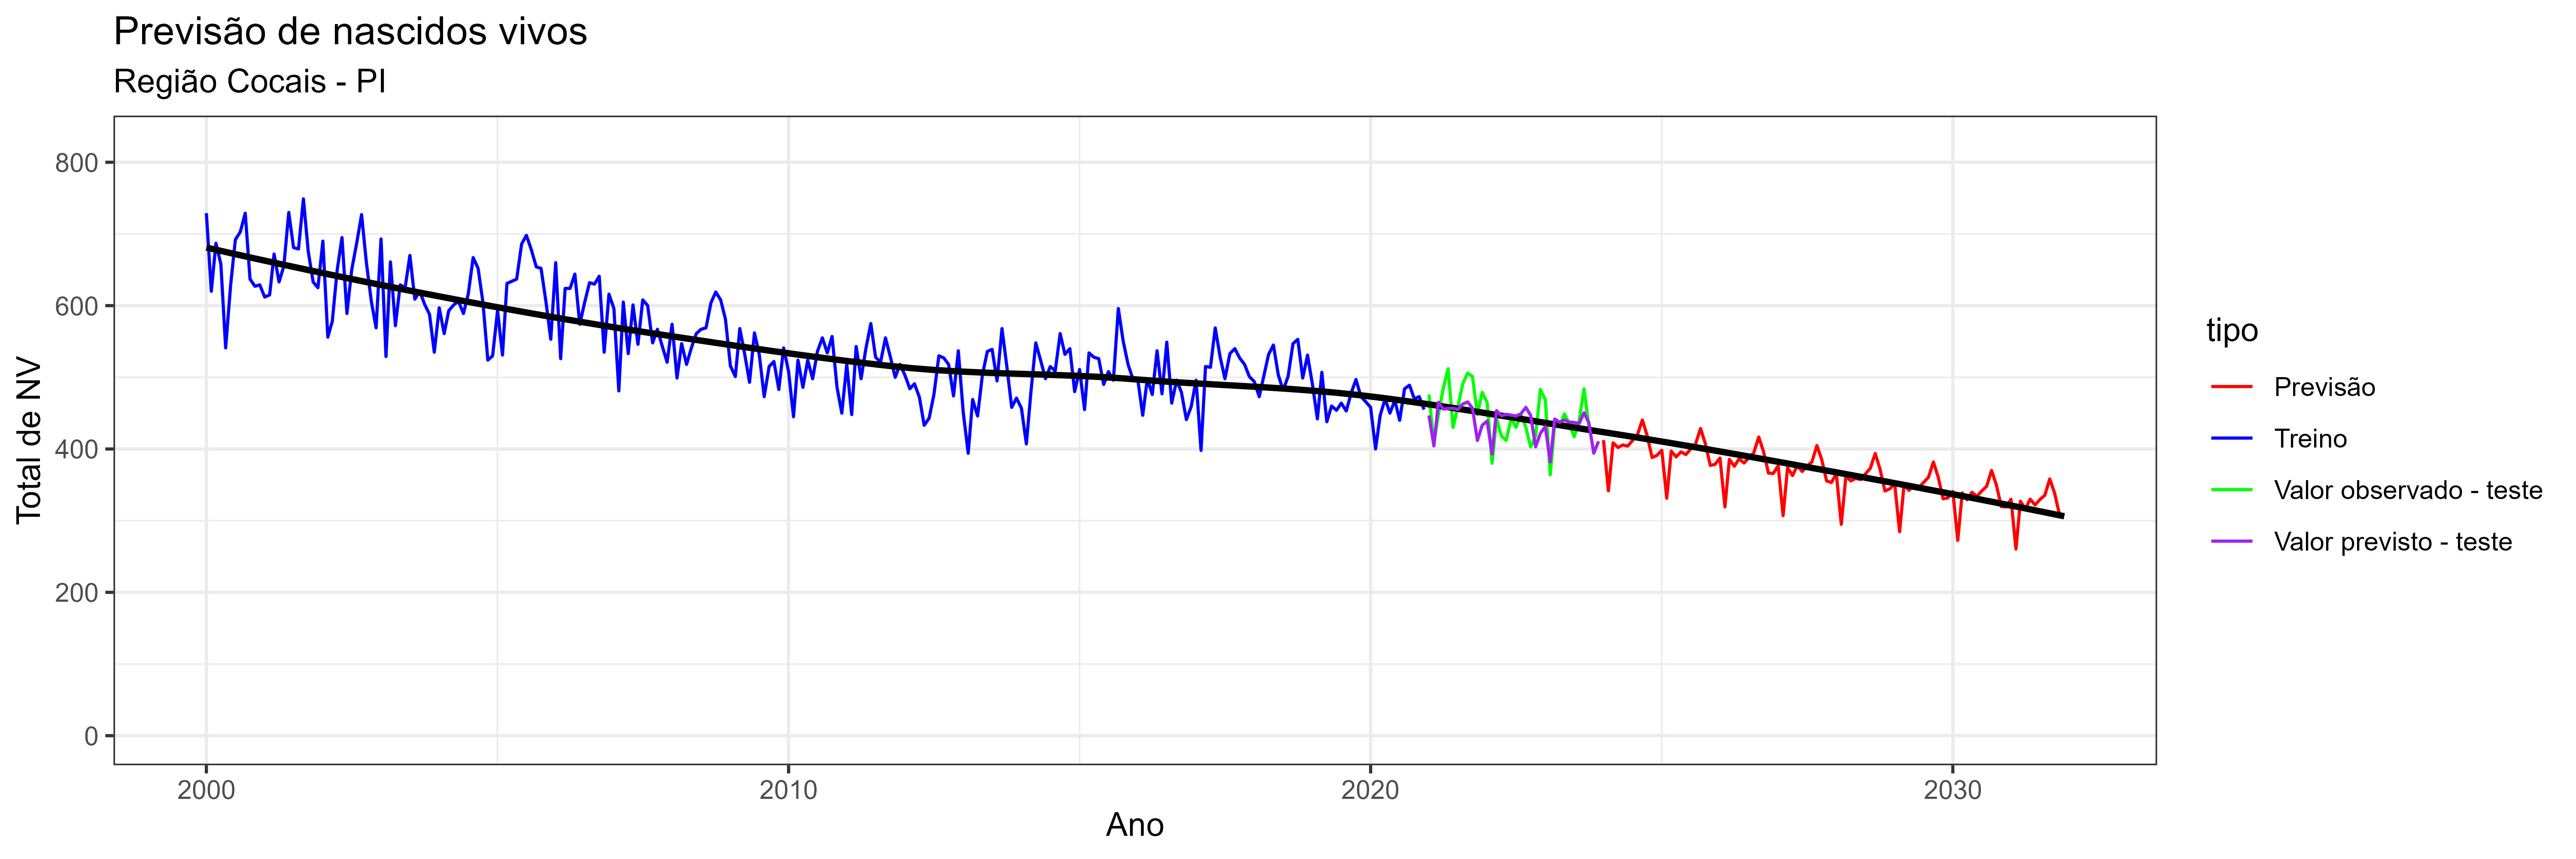 Previsão de nascidos vivos
Região Cocais - PI
Total de NV
800
600
400
200
0
2000
2010
2020
2030
Ano
tipo
Previsão
Treino
Valor observado - teste
Valor previsto - teste